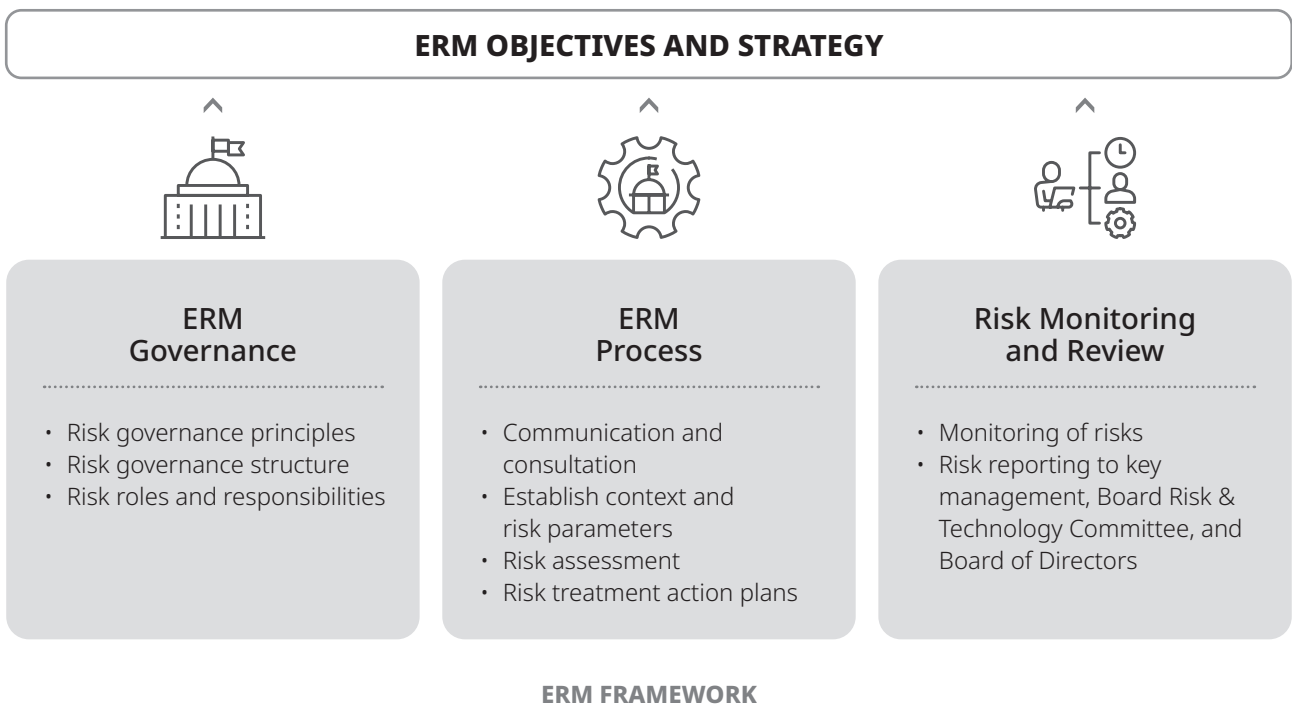 ERM OBJECTIVES AND STRATEGY
ERM
Governance
• Risk governance principles
• Risk governance structure
• Risk roles and responsibilities
ERM
Process
• Communication and
consultation
• Establish context and
risk parameters
• Risk assessment
• Risk treatment action plans
Risk Monitoring
and Review
• Monitoring of risks
• Risk reporting to key
management, Board Risk &
Technology Committee, and
Board of Directors
ERM FRAMEWORK